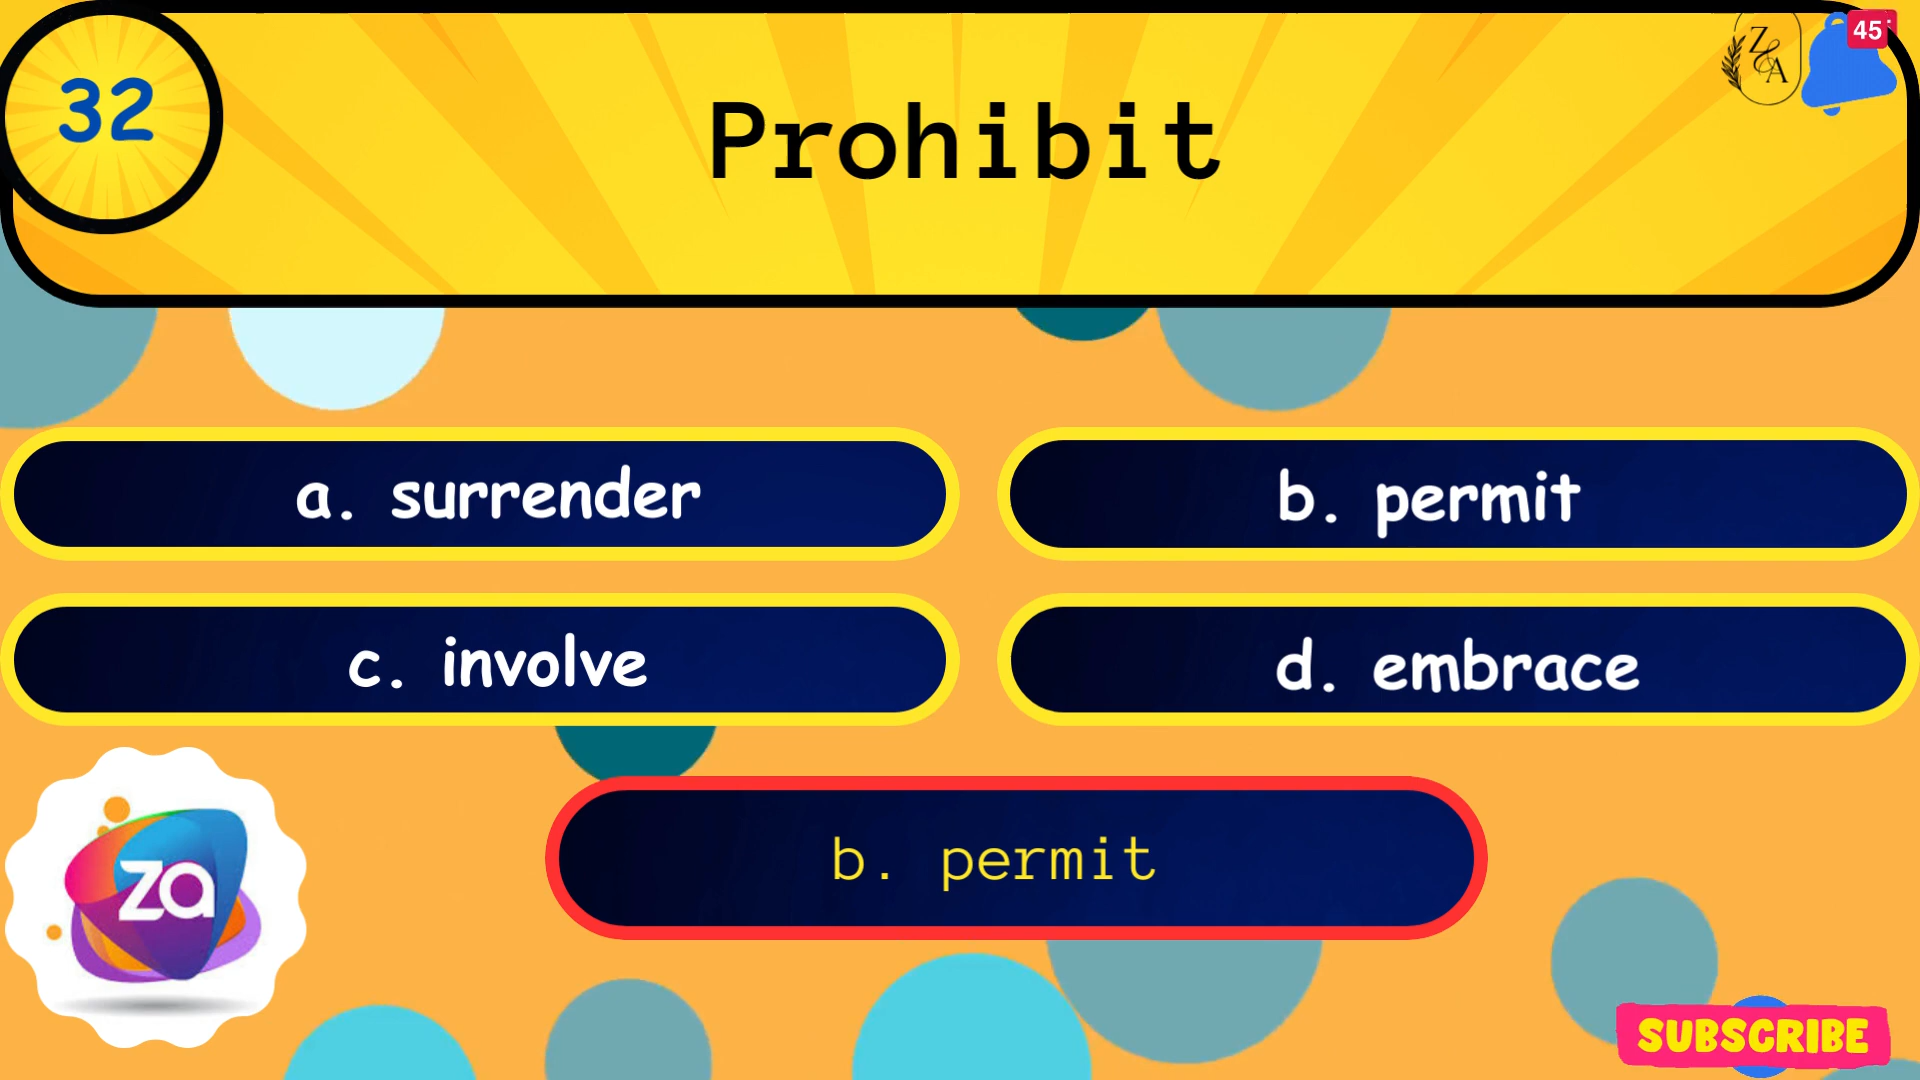 32
Prohibit
Z&A
45
a. surrender
b. permit
c. involve
d. embrace
b. permit
za
SUBSCRIBE